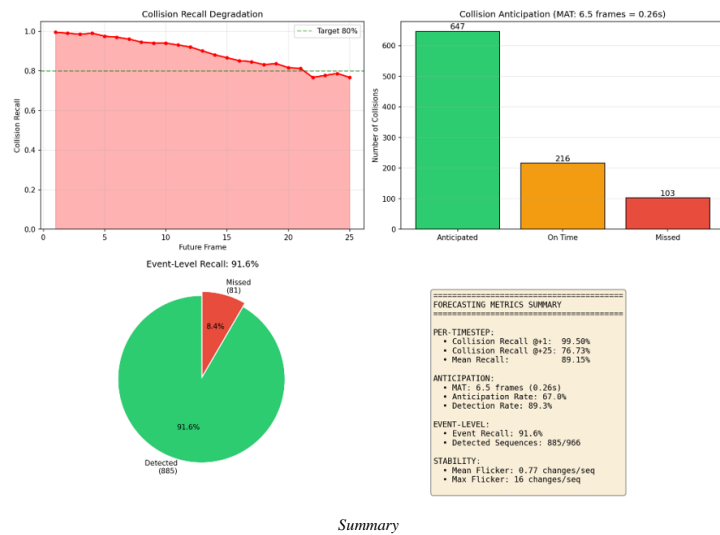 Collision Recall Degradation
Target 80%
Collision Recall
1.0
0.8
0.6
0.4
0.2
0.0
0 5 10 15 20 25
Future Frame
Collision Anticipation (MAT: 6.5 frames = 0.26s)
Number of Collisions
600
500
400
300
200
100
0
647
216
103
Anticipated On Time Missed
Event-Level Recall: 91.6%
Missed
(81)
8.4%
91.6%
Detected
(885)
========================================
FORECASTING METRICS SUMMARY
========================================
PER-TIMESTEP:
• Collision Recall @+1: 99.50%
• Collision Recall @+25: 76.73%
• Mean Recall: 89.15%
ANTICIPATION:
• MAT: 6.5 frames (0.26s)
• Anticipation Rate: 67.0%
• Detection Rate: 89.3%
EVENT-LEVEL:
• Event Recall: 91.6%
• Detected Sequences: 885/966
STABILITY:
• Mean Flicker: 0.77 changes/seq
• Max Flicker: 16 changes/seq
Summary